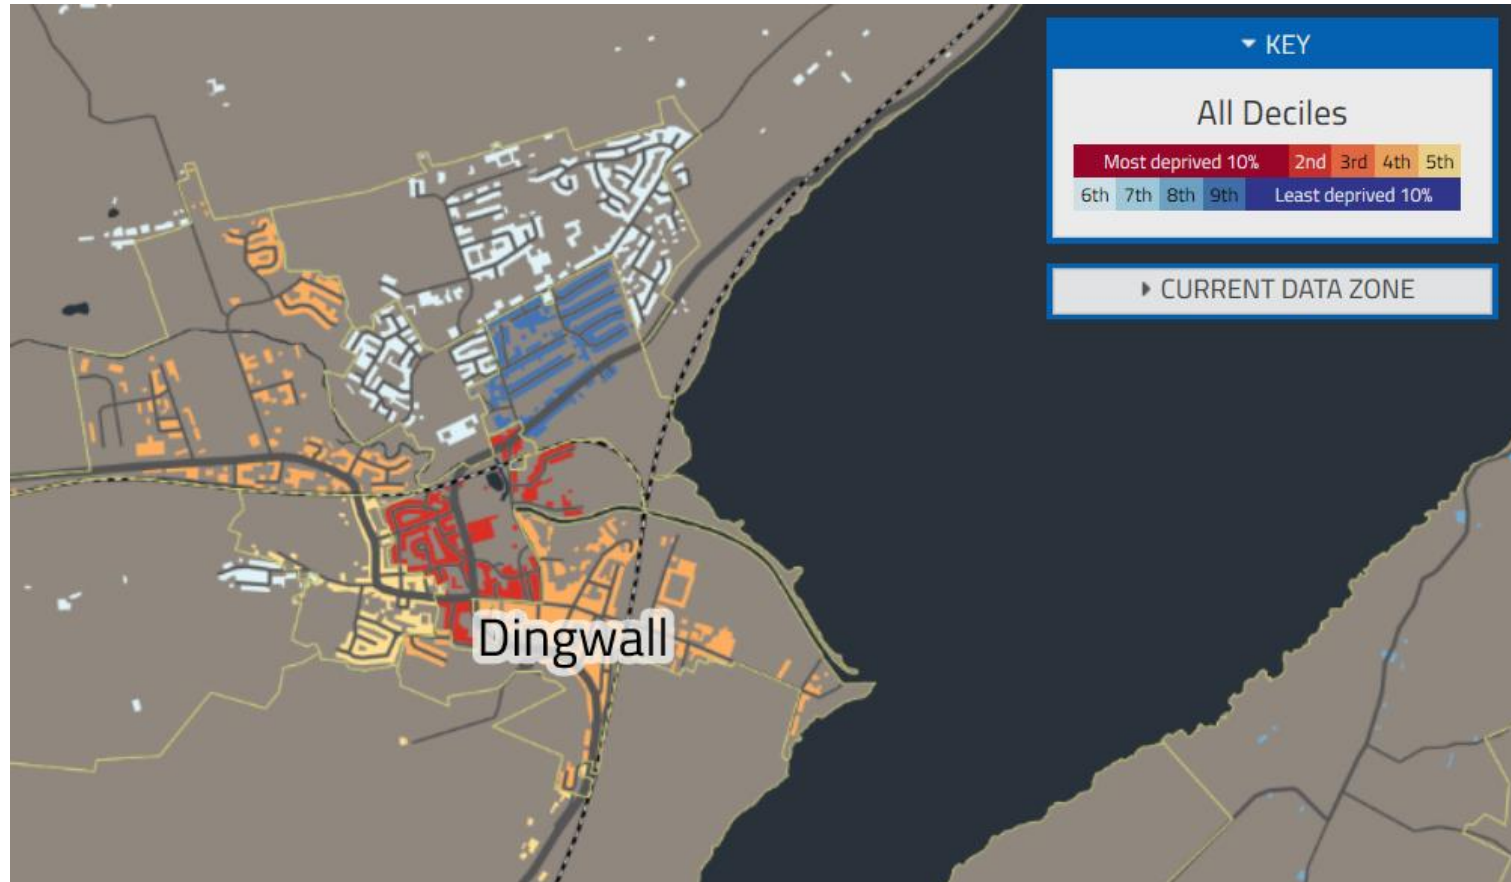 KEY
All Deciles
Most deprived 10% 2nd 3rd 4th 5th
6th 7th 8th 9th Least deprived 10%
CURRENT DATA ZONE
Dingwall